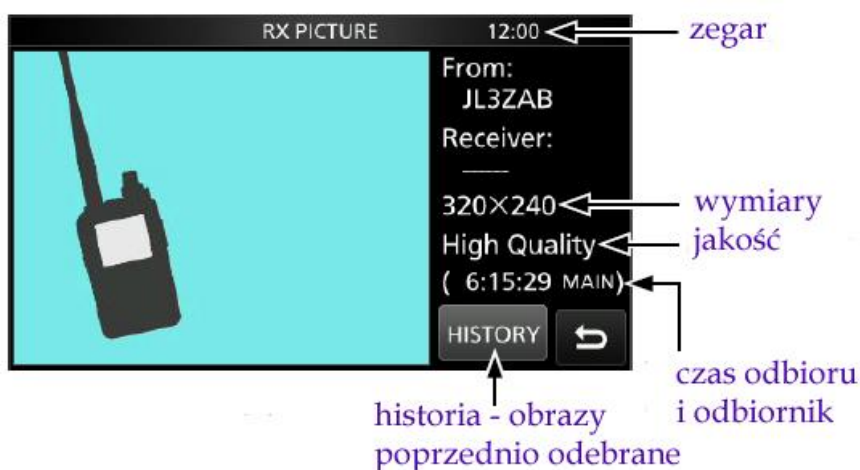 RX PICTURE 12:00
zegar
From:
JL3ZAB
Receiver:
------
320×240
wymiary
High Quality
jakość
( 6:15:29 MAIN)
HISTORY
czas odbioru
i odbiornik
historia - obrazy
poprzednio odebrane